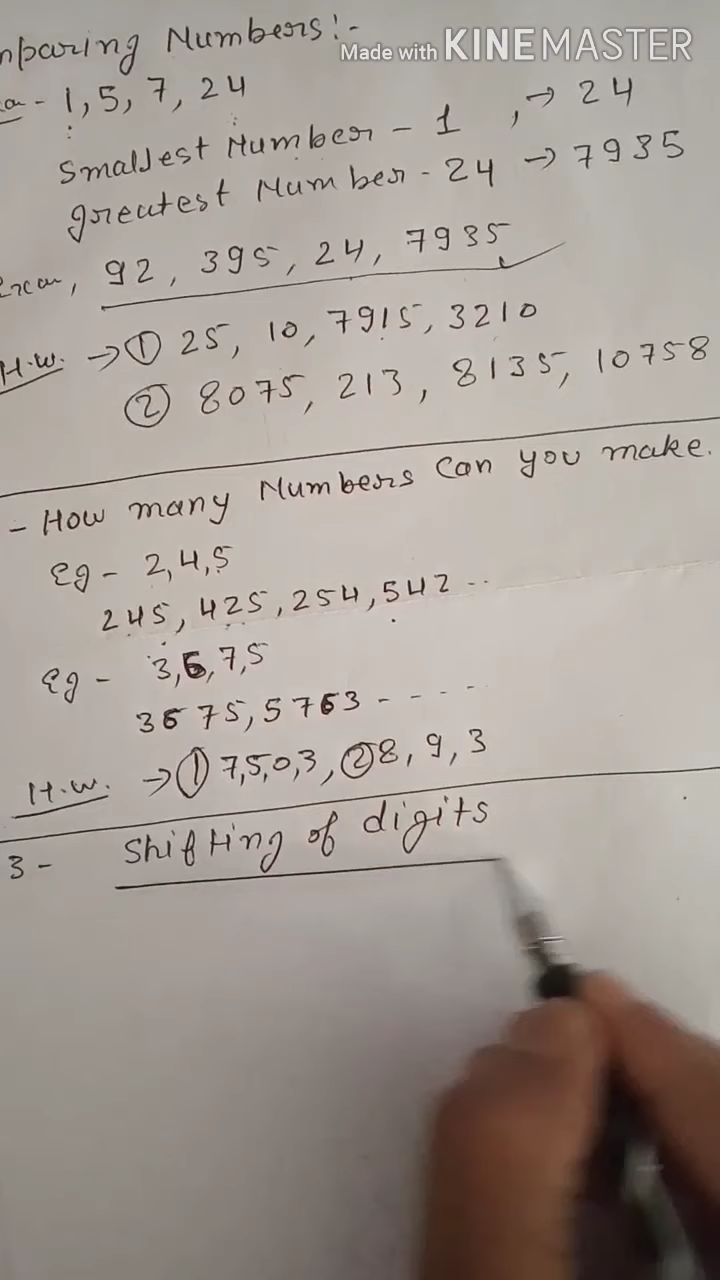 mparing Numbers:-
Made with KINEMASTER
1, 5, 7, 24
Smallest Number - 1 , → 24
greatest Number - 24 → 7935
92, 395, 24, 7935
H.W. → ① 25, 10, 7915, 3210
② 8075, 213, 8135, 10758
- How many Numbers Can you make.
Eg - 2,4,5
245, 425, 254, 542 ..
Eg - 3,6,7,5
3675, 5763 - - - -
H.W. → ① 7,5,0,3, ② 8, 9, 3
3 - Shifting of digits